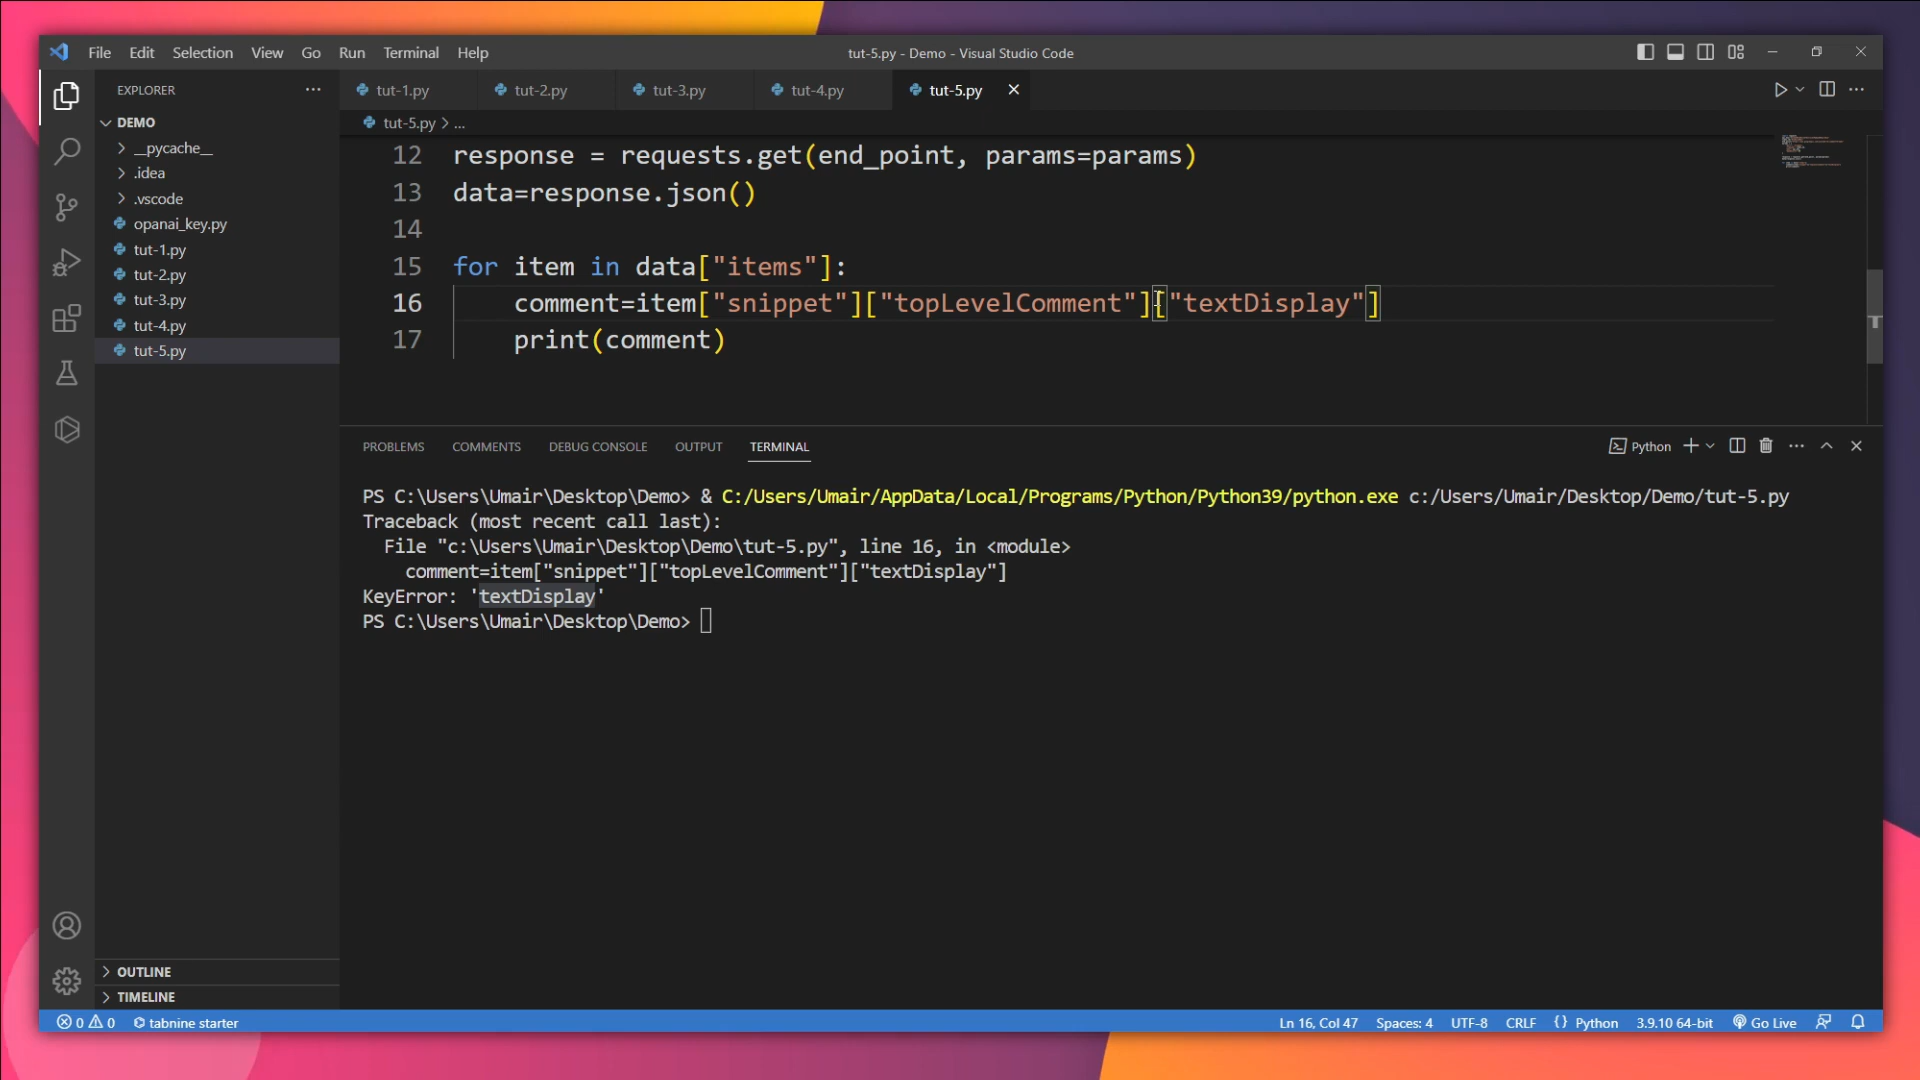 File Edit Selection View Go Run Terminal Help
tut-5.py - Demo - Visual Studio Code
EXPLORER
DEMO
__pycache__
.idea
.vscode
opanai_key.py
tut-1.py
tut-2.py
tut-3.py
tut-4.py
tut-5.py
OUTLINE
TIMELINE
tut-1.py tut-2.py tut-3.py tut-4.py tut-5.py
tut-5.py > ...
12 response = requests.get(end_point, params=params)
13 data=response.json()
14
15 for item in data["items"]:
16 comment=item["snippet"]["topLevelComment"]["textDisplay"]
17 print(comment)
PROBLEMS COMMENTS DEBUG CONSOLE OUTPUT TERMINAL
Python
PS C:\Users\Umair\Desktop\Demo> & C:/Users/Umair/AppData/Local/Programs/Python/Python39/python.exe c:/Users/Umair/Desktop/Demo/tut-5.py
Traceback (most recent call last):
File "c:\Users\Umair\Desktop\Demo\tut-5.py", line 16, in <module>
comment=item["snippet"]["topLevelComment"]["textDisplay"]
KeyError: 'textDisplay'
PS C:\Users\Umair\Desktop\Demo>
0 0 tabnine starter
Ln 16, Col 47 Spaces: 4 UTF-8 CRLF {} Python 3.9.10 64-bit Go Live